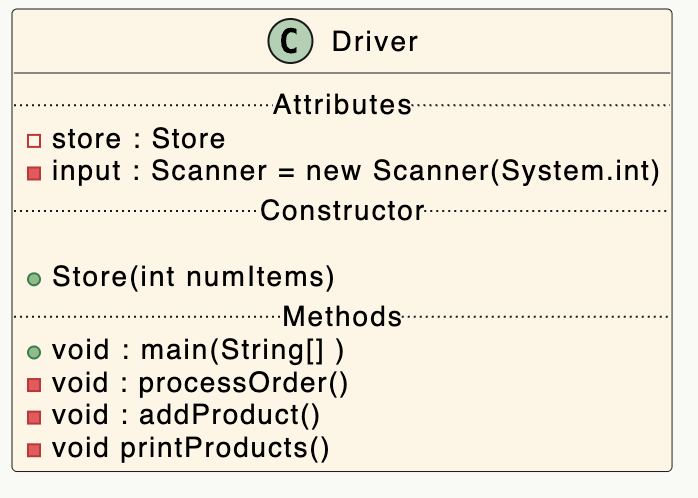 C Driver
Attributes
store : Store
input : Scanner = new Scanner(System.int)
Constructor
Store(int numItems)
Methods
void : main(String[] )
void : processOrder()
void : addProduct()
void printProducts()